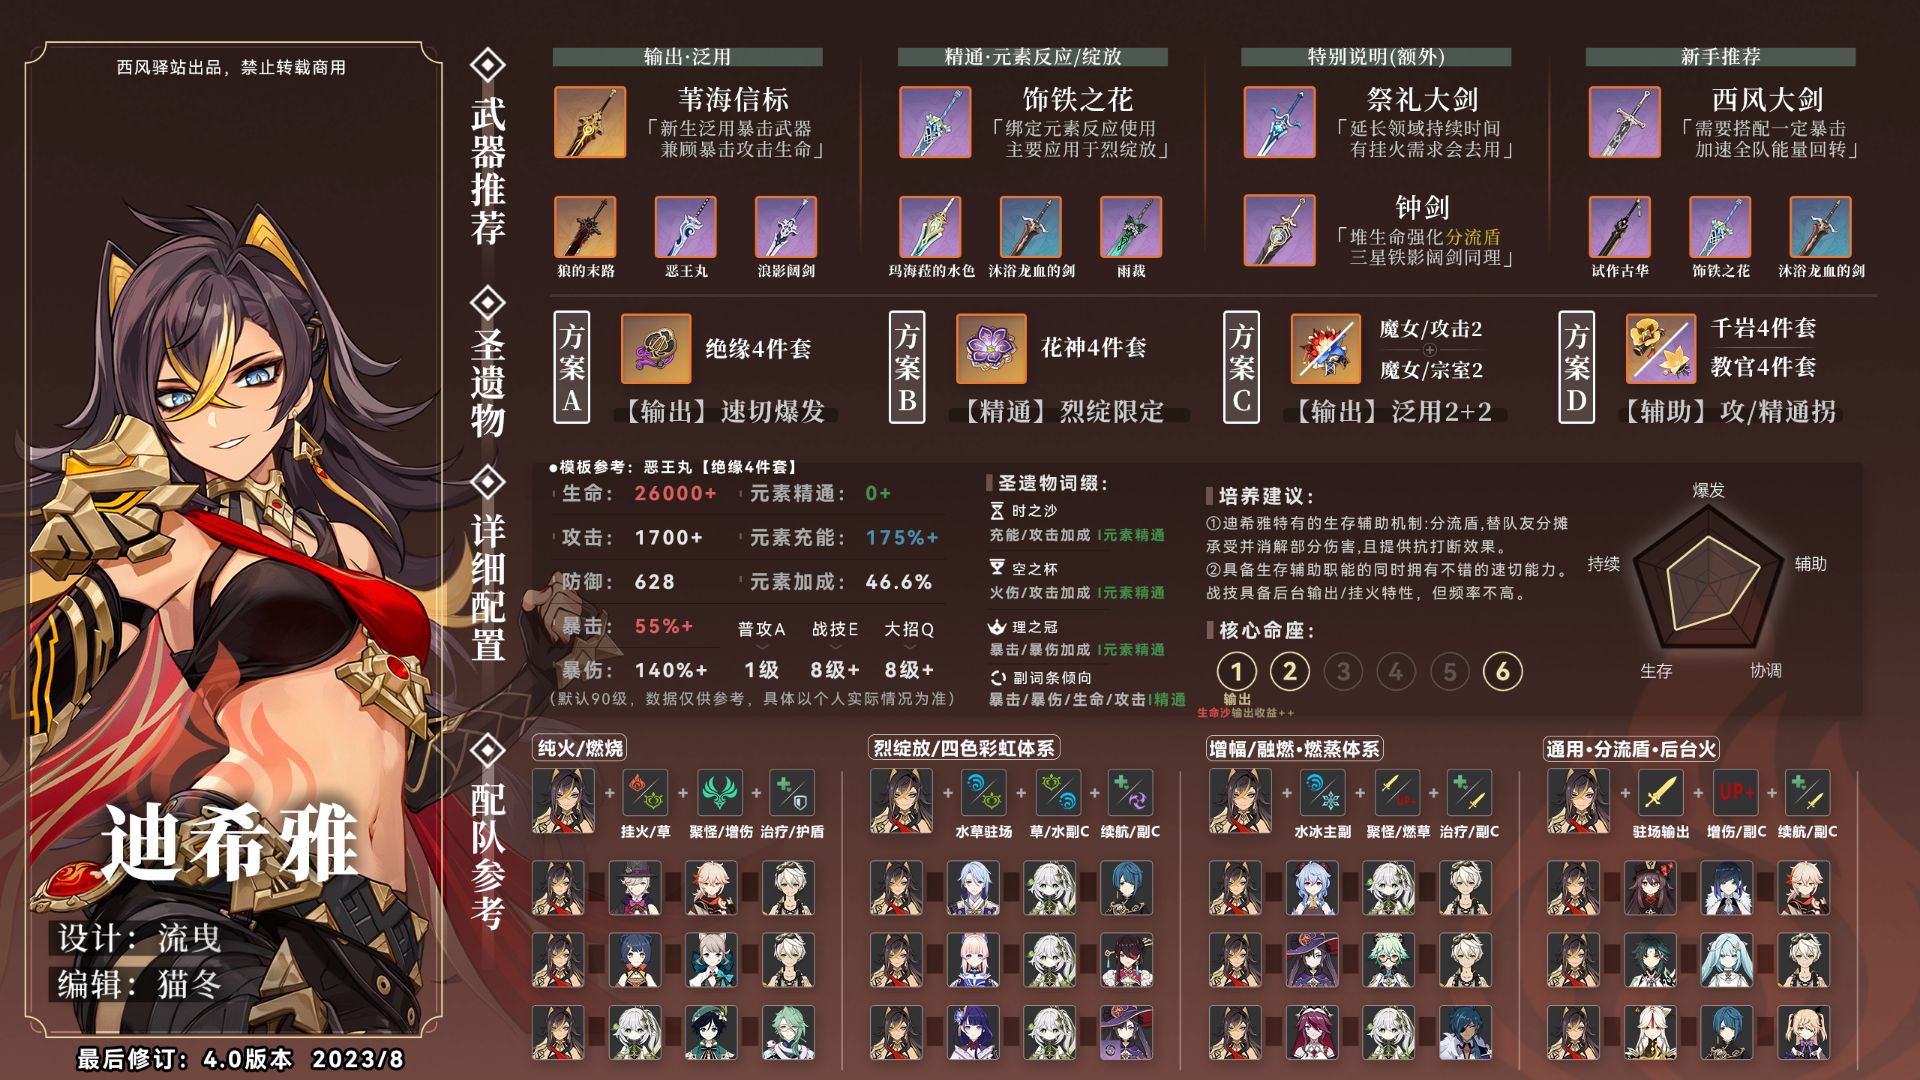 西风驿站出品，禁止转载商用
迪希雅
设计：流曳
编辑：猫冬
最后修订：4.0版本 2023/8
武器推荐
输出·泛用
苇海信标
「新生泛用暴击武器
兼顾暴击攻击生命」
狼的末路
恶王丸
浪影阔剑
精通·元素反应/绽放
饰铁之花
「绑定元素反应使用
主要应用于烈绽放」
玛海菈的水色
沐浴龙血的剑
雨裁
特别说明(额外)
祭礼大剑
「延长领域持续时间
有挂火需求会去用」
钟剑
「堆生命强化分流盾
三星铁影阔剑同理」
新手推荐
西风大剑
「需要搭配一定暴击
加速全队能量回转」
试作古华
饰铁之花
沐浴龙血的剑
圣遗物
方案A
绝缘4件套
【输出】速切爆发
方案B
花神4件套
【精通】烈绽限定
方案C
魔女/攻击2
魔女/宗室2
【输出】泛用2+2
方案D
千岩4件套
教官4件套
【辅助】攻/精通拐
详细配置
●模板参考：恶王丸【绝缘4件套】
生命： 26000+ 元素精通： 0+
攻击： 1700+ 元素充能： 175%+
防御： 628 元素加成： 46.6%
暴击： 55%+ 普攻A 战技E 大招Q
暴伤： 140%+ 1级 8级+ 8级+
（默认90级，数据仅供参考，具体以个人实际情况为准）
圣遗物词缀：
时之沙
充能/攻击加成 |元素精通
空之杯
火伤/攻击加成 |元素精通
理之冠
暴击/暴伤加成 |元素精通
副词条倾向
暴击/暴伤/生命/攻击|精通
培养建议：
①迪希雅特有的生存辅助机制:分流盾,替队友分摊
承受并消解部分伤害,且提供抗打断效果。
②具备生存辅助职能的同时拥有不错的速切能力。
战技具备后台输出/挂火特性，但频率不高。
核心命座：
1 2 3 4 5 6
输出
生命沙输出收益++
爆发
辅助
协调
生存
持续
配队参考
纯火/燃烧
+ + +
挂火/草 聚怪/增伤 治疗/护盾
烈绽放/四色彩虹体系
+ + +
水草驻场 草/水副C 续航/副C
增幅/融燃·燃蒸体系
+ UP+ + +
水冰主副 聚怪/燃草 治疗/副C
通用·分流盾·后台火
+ + UP+ +
驻场输出 增伤/副C 续航/副C